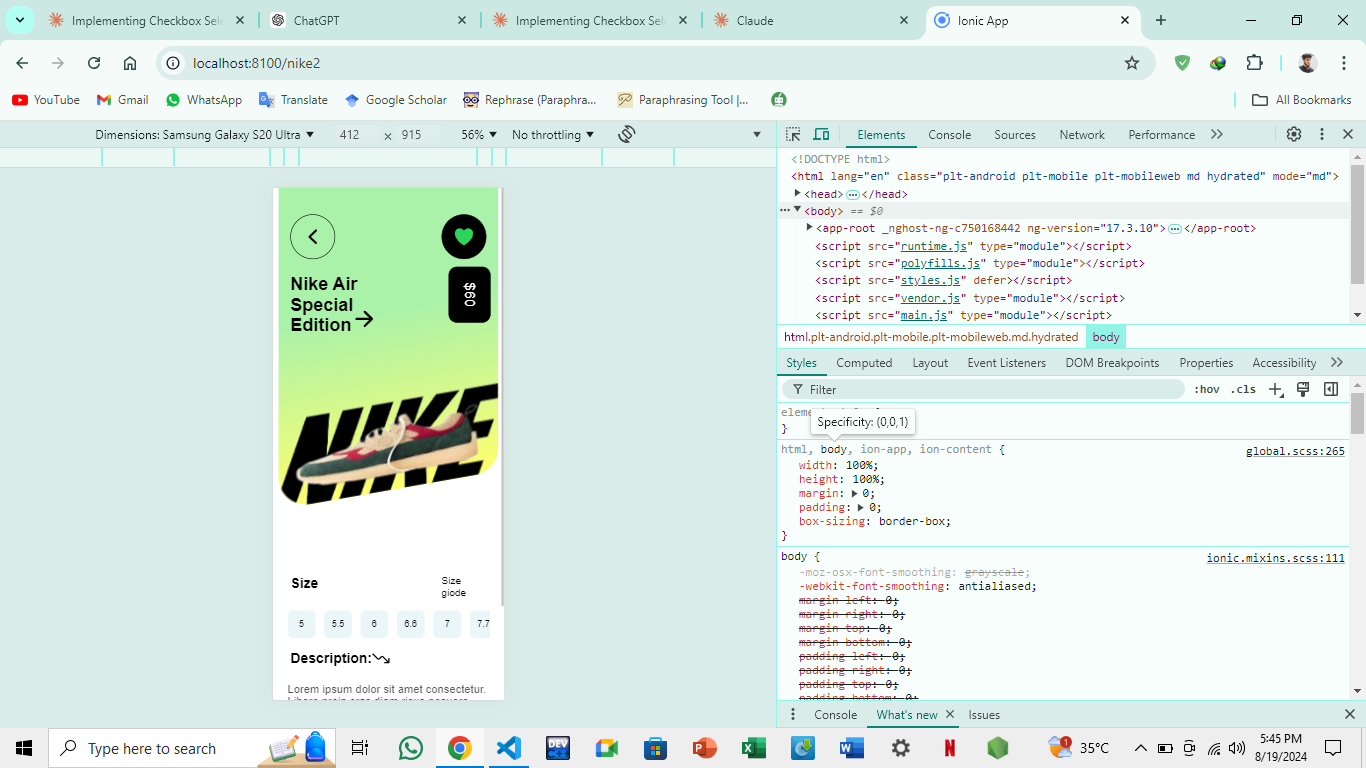 Implementing Checkbox Sele
ChatGPT
Implementing Checkbox Sele
Claude
Ionic App
localhost:8100/nike2
YouTube
Gmail
WhatsApp
Translate
Google Scholar
Rephrase (Paraphra...
Paraphrasing Tool |...
All Bookmarks
Dimensions: Samsung Galaxy S20 Ultra
412
×
915
56%
No throttling
Elements
Console
Sources
Network
Performance
<!DOCTYPE html>
<html lang="en" class="plt-android plt-mobile plt-mobileweb md hydrated" mode="md">
<head> ⋯ </head>
<body> == $0
<app-root _nghost-ng-c750168442 ng-version="17.3.10"> ⋯ </app-root>
<script src="runtime.js" type="module"></script>
<script src="polyfills.js" type="module"></script>
<script src="styles.js" defer></script>
<script src="vendor.js" type="module"></script>
<script src="main.js" type="module"></script>
html.plt-android.plt-mobile.plt-mobileweb.md.hydrated
body
Styles
Computed
Layout
Event Listeners
DOM Breakpoints
Properties
Accessibility
Filter
:hov
.cls
}
Specificity: (0,0,1)
html, body, ion-app, ion-content {
global.scss:265
width: 100%;
height: 100%;
margin: 0;
padding: 0;
box-sizing: border-box;
}
body {
ionic.mixins.scss:111
-moz-osx-font-smoothing: grayscale;
-webkit-font-smoothing: antialiased;
margin-left: 0;
margin-right: 0;
margin-top: 0;
margin-bottom: 0;
padding-left: 0;
padding-right: 0;
padding-top: 0;
padding-bottom: 0;
Console
What's new
Issues
Nike Air
Special
Edition
$60
NIKE
Size
Size
giode
5
5.5
6
6.6
7
7.7
Description:
Lorem ipsum dolor sit amet consectetur.
Type here to search
DEV
35°C
5:45 PM
8/19/2024